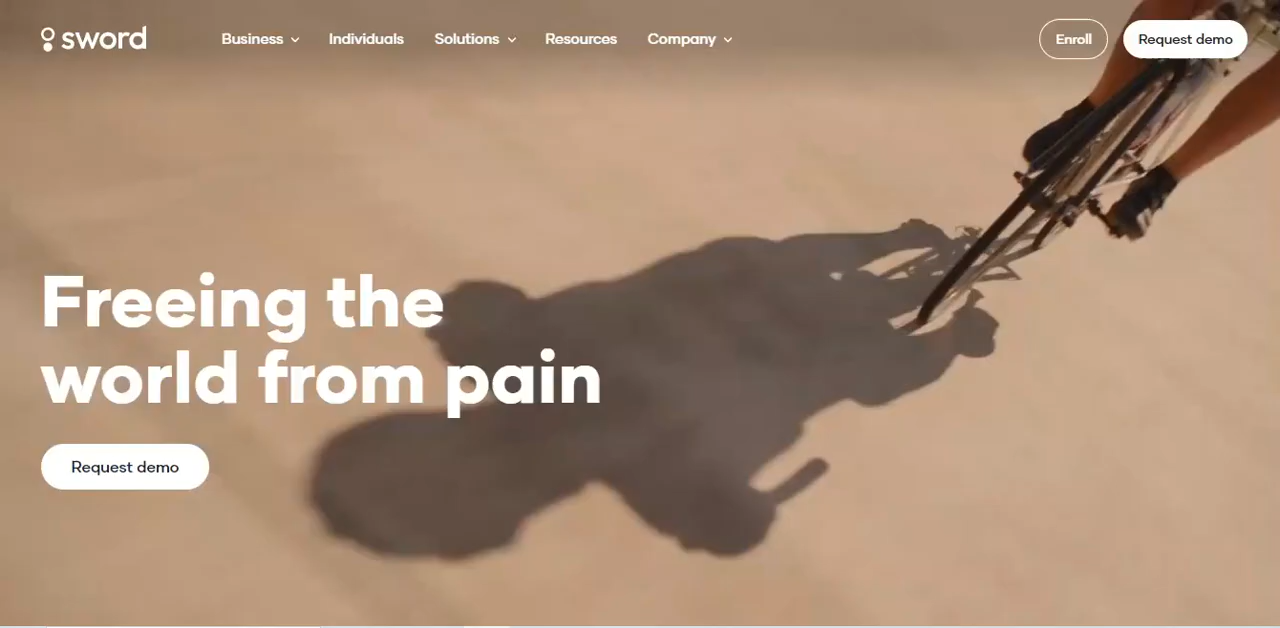 sword
Business
Individuals
Solutions
Resources
Company
Enroll
Request demo
Freeing the
world from pain
Request demo